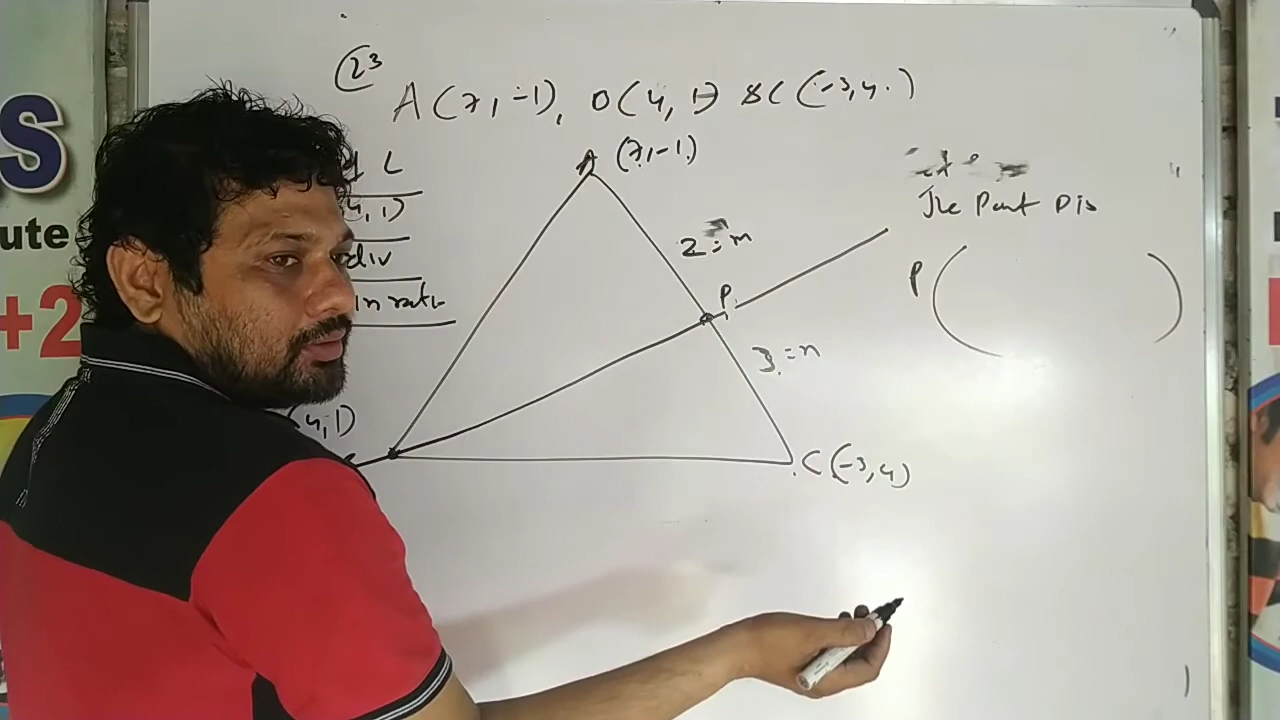 23
A (7, -1), B (4, 1) & C (-3, 4)
A (7, -1)
4, 1)
div
in ratio
2 = m
The Point Div
P (
P
3 = n
4, 1)
C (-3, 4)
S
ute
+2